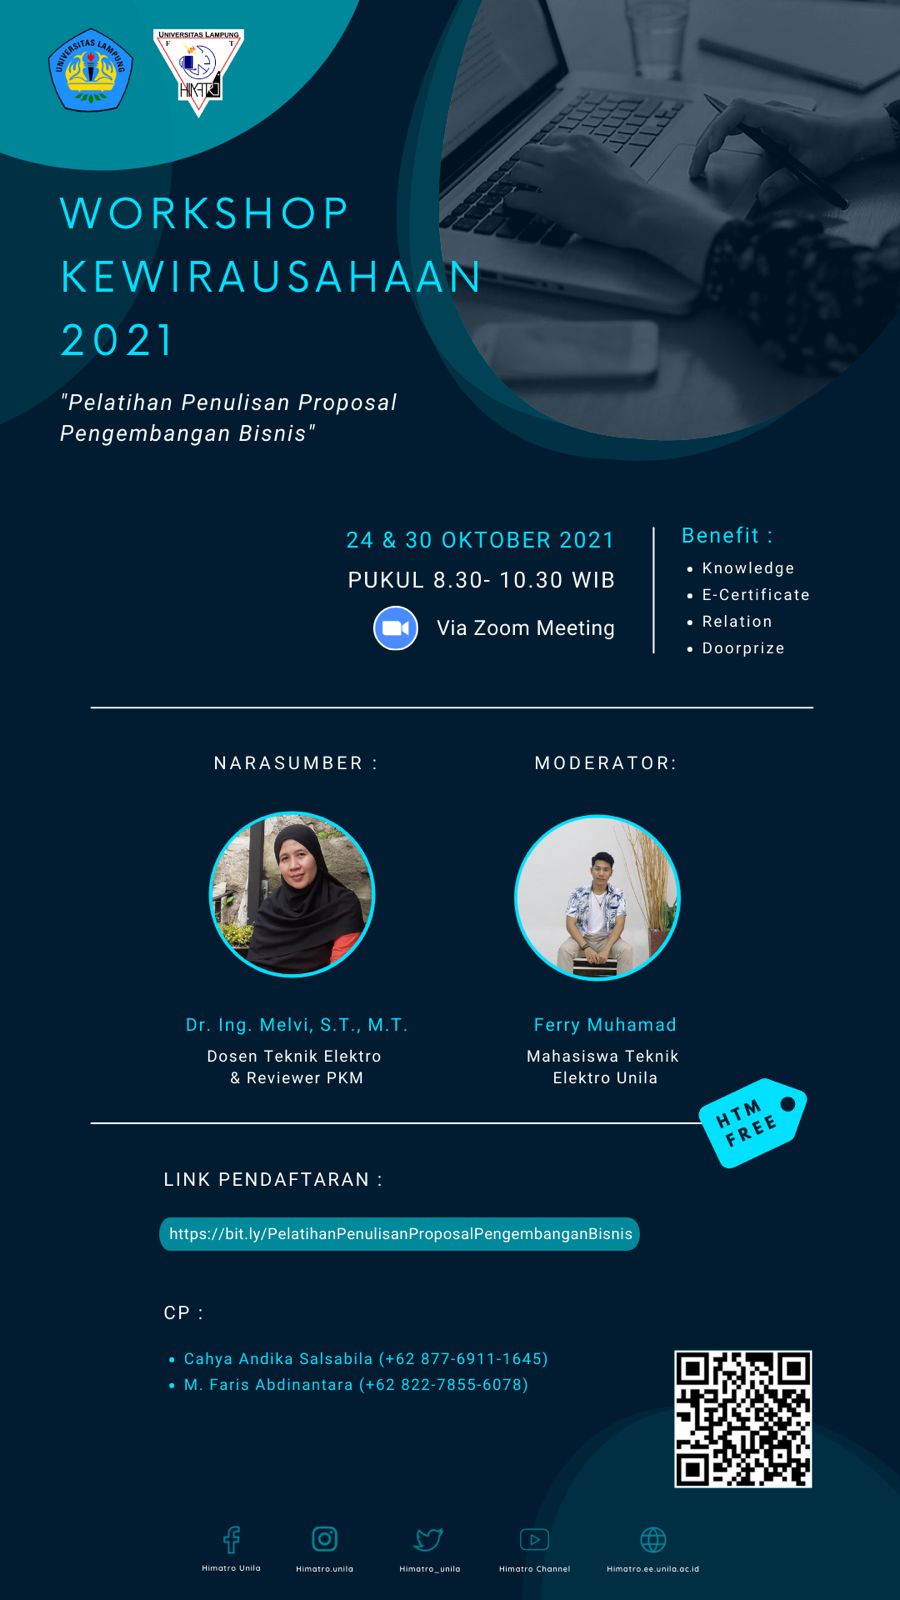 UNIVERSITAS LAMPUNG
UNIVERSITAS LAMPUNG
F T
HIMATRO
WORKSHOP
KEWIRAUSAHAAN
2021
"Pelatihan Penulisan Proposal
Pengembangan Bisnis"
24 & 30 OKTOBER 2021
PUKUL 8.30- 10.30 WIB
Via Zoom Meeting
Benefit :
• Knowledge
• E-Certificate
• Relation
• Doorprize
NARASUMBER :
Dr. Ing. Melvi, S.T., M.T.
Dosen Teknik Elektro
& Reviewer PKM
MODERATOR:
Ferry Muhamad
Mahasiswa Teknik
Elektro Unila
HTM
FREE
LINK PENDAFTARAN :
https://bit.ly/PelatihanPenulisanProposalPengembanganBisnis
CP :
• Cahya Andika Salsabila (+62 877-6911-1645)
• M. Faris Abdinantara (+62 822-7855-6078)
Himatro Unila
Himatro.unila
Himatro_unila
Himatro Channel
Himatro.ee.unila.ac.id